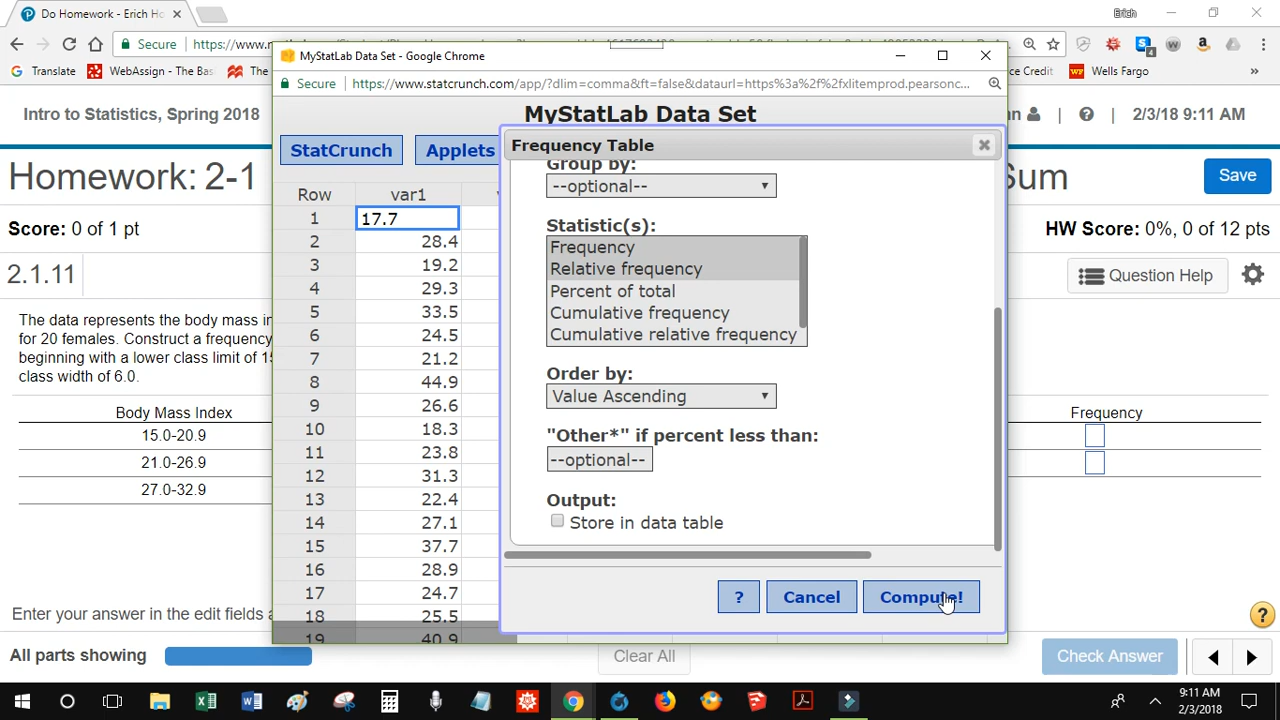 Do Homework - Erich Ho
Erich
Secure
https://www.m
Translate
WebAssign - The Bas
The
ce Credit
Wells Fargo
»
MyStatLab Data Set - Google Chrome
Secure
https://www.statcrunch.com/app/?dlim=comma&ft=false&dataurl=https%3a%2f%2fxlitemprod.pearsonc...
Intro to Statistics, Spring 2018
2/3/18 9:11 AM
MyStatLab Data Set
StatCrunch
Applets
Homework: 2-1
Sum
Save
Score: 0 of 1 pt
HW Score: 0%, 0 of 12 pts
2.1.11
Question Help
The data represents the body mass in
for 20 females. Construct a frequency
beginning with a lower class limit of 15
class width of 6.0.
Body Mass Index
Frequency
15.0-20.9
21.0-26.9
27.0-32.9
Row var1
1 17.7
2 28.4
3 19.2
4 29.3
5 33.5
6 24.5
7 21.2
8 44.9
9 26.6
10 18.3
11 23.8
12 31.3
13 22.4
14 27.1
15 37.7
16 28.9
17 24.7
18 25.5
19 40.9
Frequency Table
Group by:
--optional--
Statistic(s):
Frequency
Relative frequency
Percent of total
Cumulative frequency
Cumulative relative frequency
Order by:
Value Ascending
"Other*" if percent less than:
--optional--
Output:
Store in data table
?
Cancel
Compute!
Enter your answer in the edit fields a
?
All parts showing
Clear All
Check Answer
9:11 AM
2/3/2018